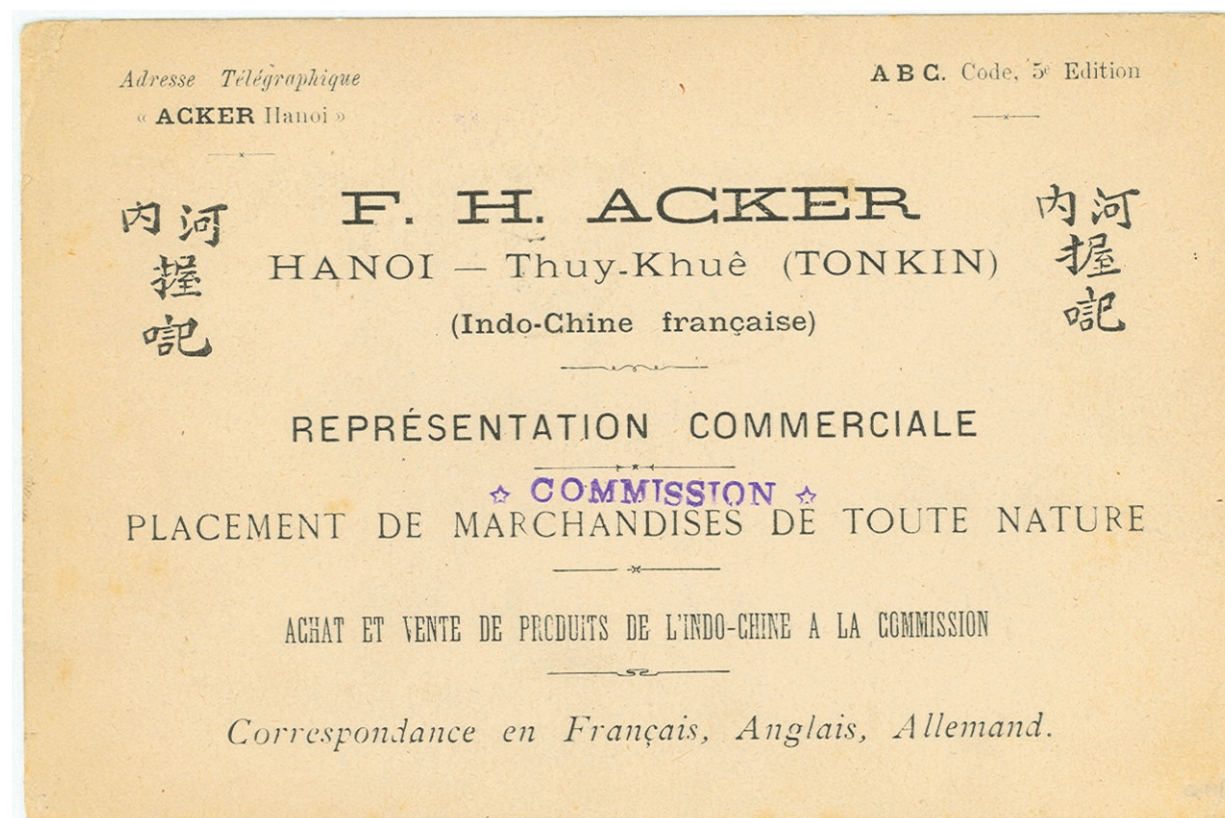 Adresse Télégraphique
« ACKER Hanoi »
A B C. Code, 5e Edition
河内
握
F. H. ACKER
HANOI — Thuy-Khuê (TONKIN)
(Indo-Chine française)
河内
握
REPRÉSENTATION COMMERCIALE
☆ COMMISSION ☆
PLACEMENT DE MARCHANDISES DE TOUTE NATURE
ACHAT ET VENTE DE PRODUITS DE L'INDO-CHINE A LA COMMISSION
Correspondance en Français, Anglais, Allemand.